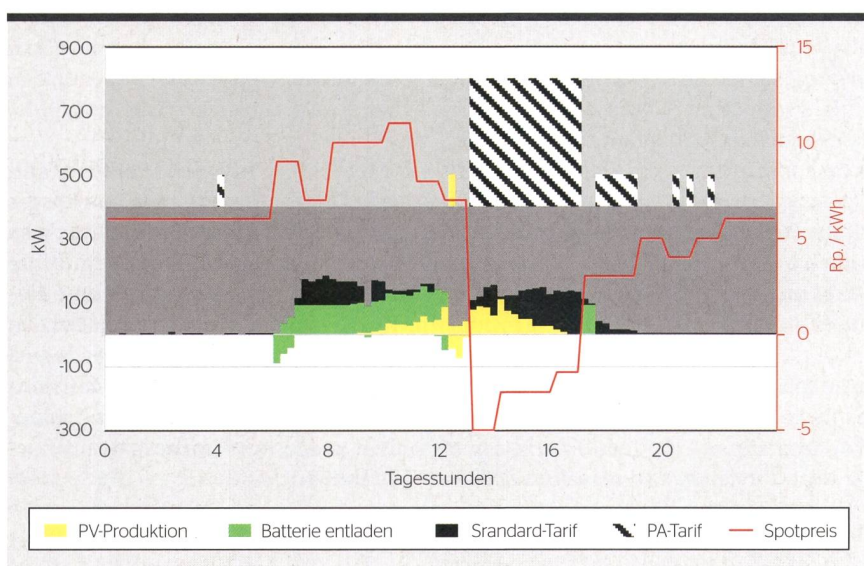 900
700
500
300
100
-100
-300
kW
15
10
5
0
-5
Rp. / kWh
0
4
8
12
16
20
Tagesstunden
PV-Produktion
Batterie entladen
Srandard-Tarif
PA-Tarif
Spotpreis